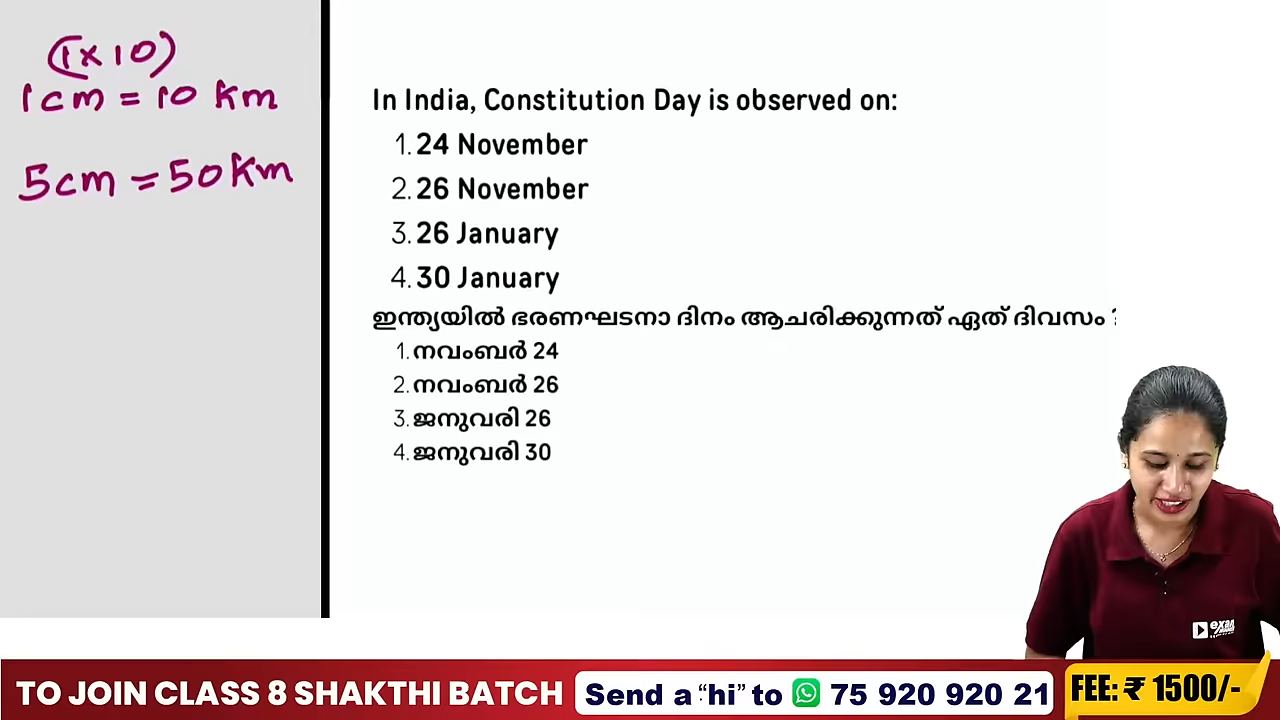 (1×10)
1cm = 10 km
5cm = 50km
In India, Constitution Day is observed on:
1. 24 November
2. 26 November
3. 26 January
4. 30 January
ഇന്ത്യയിൽ ഭരണഘടനാ ദിനം ആചരിക്കുന്നത് ഏത് ദിവസം ?
1. നവംബർ 24
2. നവംബർ 26
3. ജനുവരി 26
4. ജനുവരി 30
exam
TO JOIN CLASS 8 SHAKTHI BATCH Send a “hi” to 75 920 920 21 FEE: ₹ 1500/-